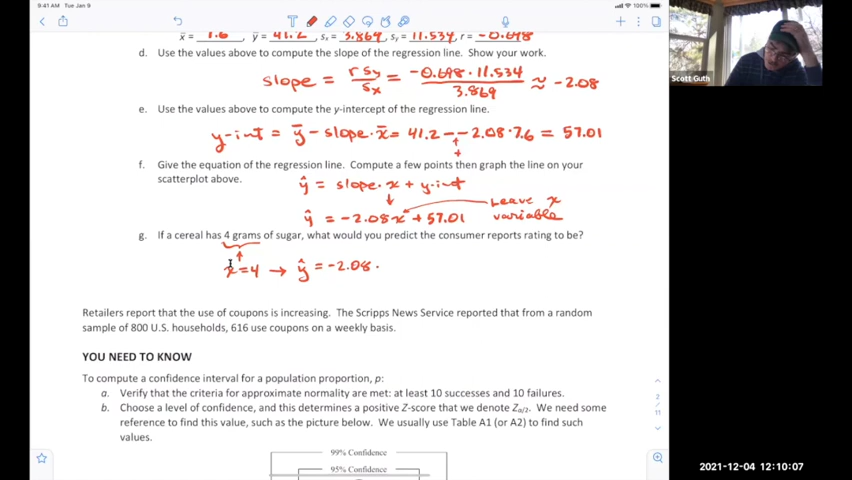 9:41 AM Tue Jan 9
100%
= 7.6 , ȳ = 41.2 , Sₓ = 3.869 , Sᵧ = 11.534, r = -0.698
d. Use the values above to compute the slope of the regression line. Show your work.
slope = r Sy / Sx = -0.698 · 11.534 / 3.869 ≈ -2.08
e. Use the values above to compute the y-intercept of the regression line.
y-int = ȳ - slope · x̄ = 41.2 - - 2.08 · 7.6 = 57.01
+
f. Give the equation of the regression line. Compute a few points then graph the line on your
scatterplot above.
ŷ = slope · x + y-int
ŷ = -2.08x + 57.01
Leave x
variable
g. If a cereal has 4 grams of sugar, what would you predict the consumer reports rating to be?
x = 4 → ŷ = -2.08 ·
Retailers report that the use of coupons is increasing. The Scripps News Service reported that from a random
sample of 800 U.S. households, 616 use coupons on a weekly basis.
YOU NEED TO KNOW
To compute a confidence interval for a population proportion, p:
a. Verify that the criteria for approximate normality are met: at least 10 successes and 10 failures.
b. Choose a level of confidence, and this determines a positive Z-score that we denote Zα/2. We need some
reference to find this value, such as the picture below. We usually use Table A1 (or A2) to find such
values.
99% Confidence
95% Confidence
2
/
11
Scott Guth
2021-12-04 12:10:07